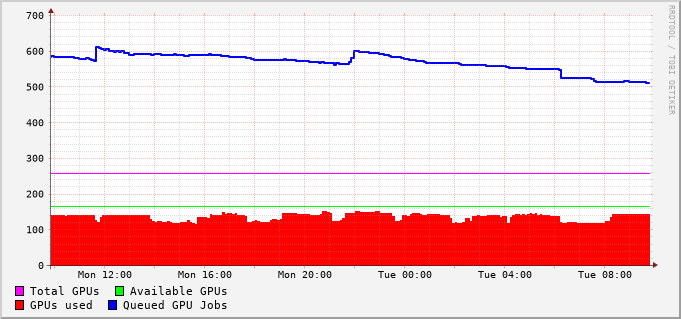 700
600
500
400
300
200
100
0
Mon 12:00 Mon 16:00 Mon 20:00 Tue 00:00 Tue 04:00 Tue 08:00
Total GPUs Available GPUs
GPUs used Queued GPU Jobs
RRDTOOL / TOBI OETIKER